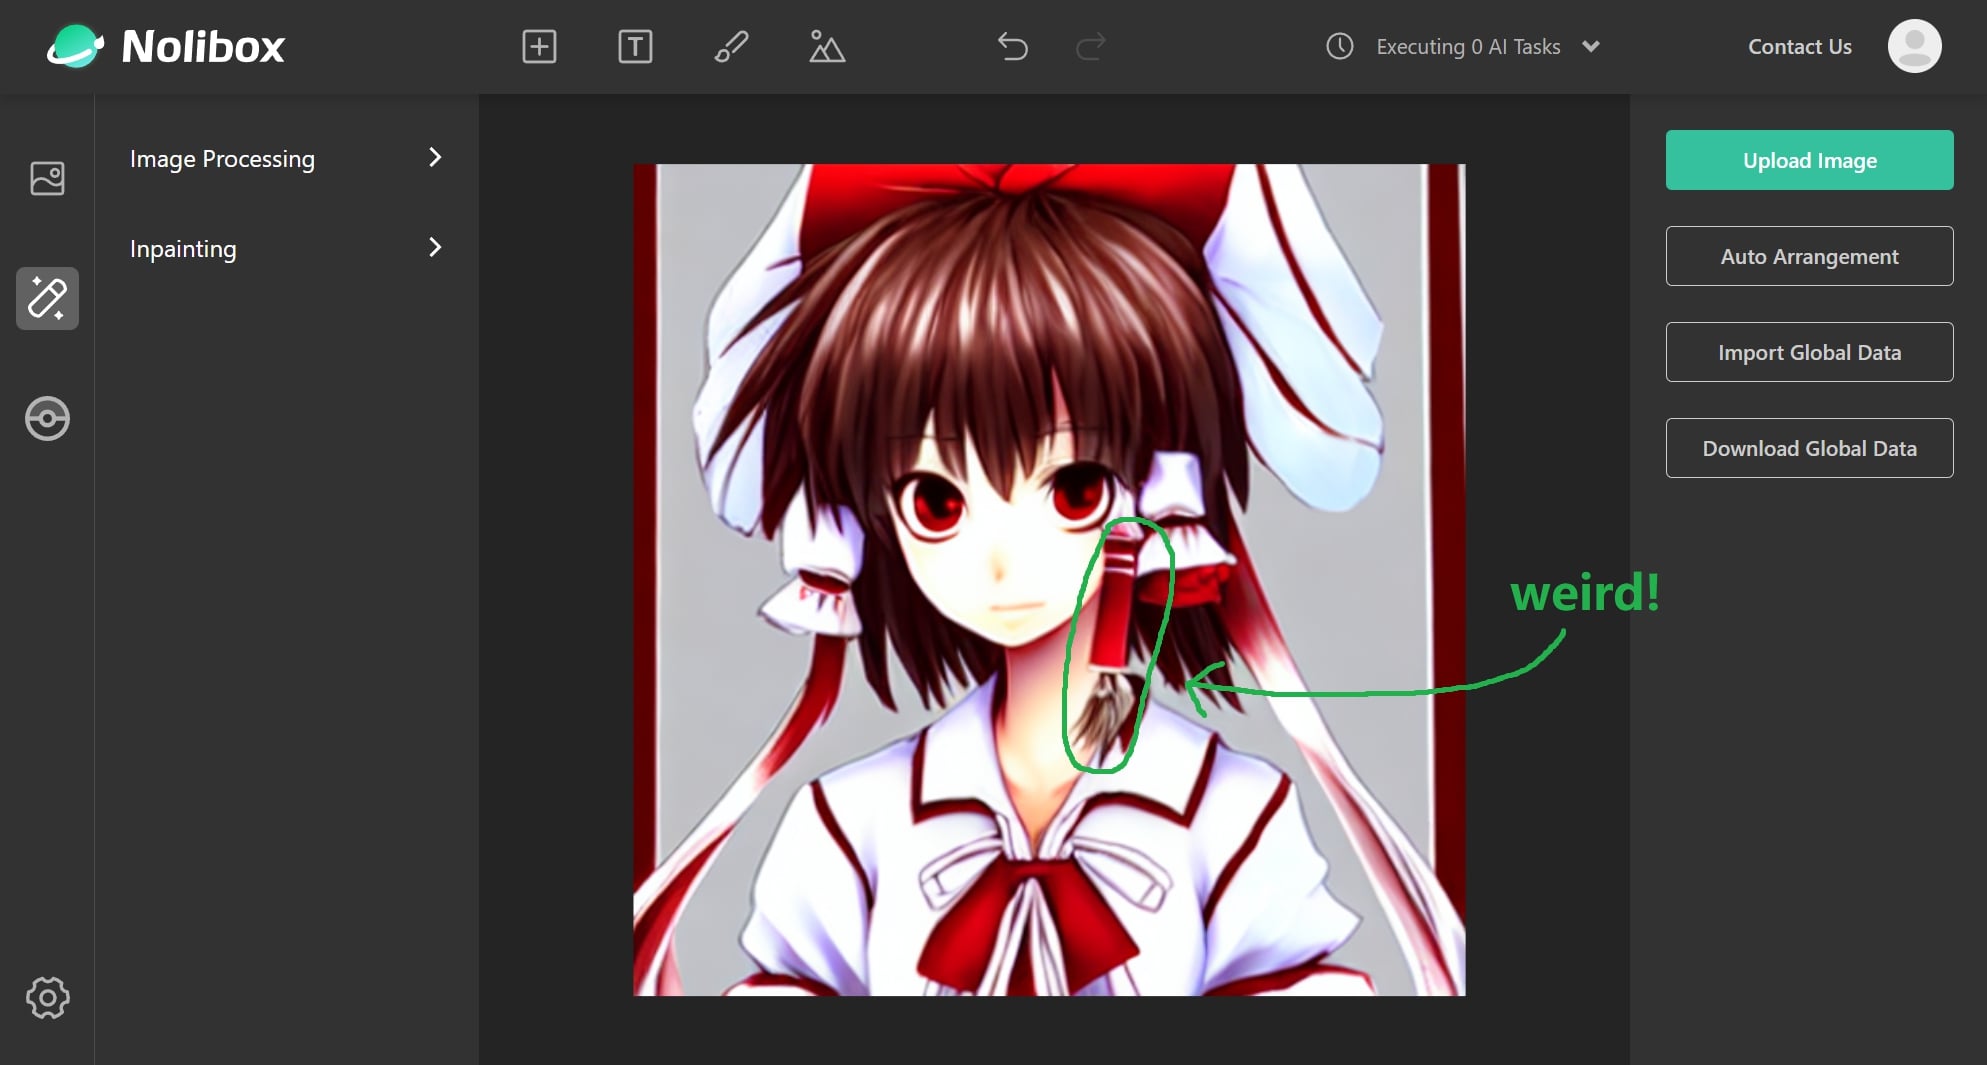 Nolibox
T
Executing 0 AI Tasks
Contact Us
Image Processing
Inpainting
Upload Image
Auto Arrangement
Import Global Data
Download Global Data
weird!